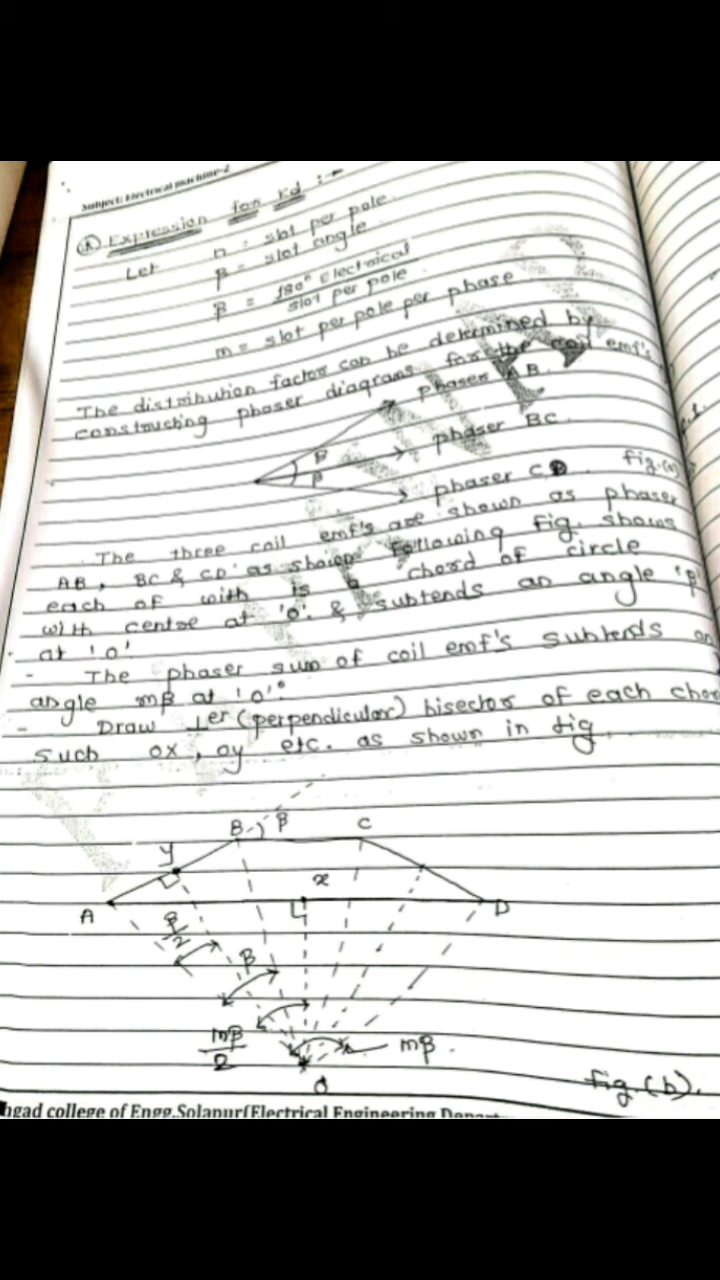 Subject: Electrical machine-2
(*) Expression for Kd :-
Let n = slot per pole.
β = slot angle
β = 180° Electrical / slot per pole
m = slot per pole per phase
The distribution factor can be determined by
constructing phaser diagrams for the coil emf's
phaser AB.
β
phaser BC.
β
phaser CD. fig.(a)
The three coil emf's are shown as phaser
AB, BC & CD as shown following fig. shows
each of with is a chord of circle
with centre at 'O'. & subtends an angle 'β'
at 'O'
- The phaser sum of coil emf's subtends an
angle mβ at 'O'.
- Draw ⊥er (perpendicular) bisector of each chor
such ox, oy etc. as shown in fig.
B β C
y
x
A D
β/2
β
mβ/2
mβ.
O
fig.(b).
ngad college of Engg.Solapur(Electrical Engineering Depart